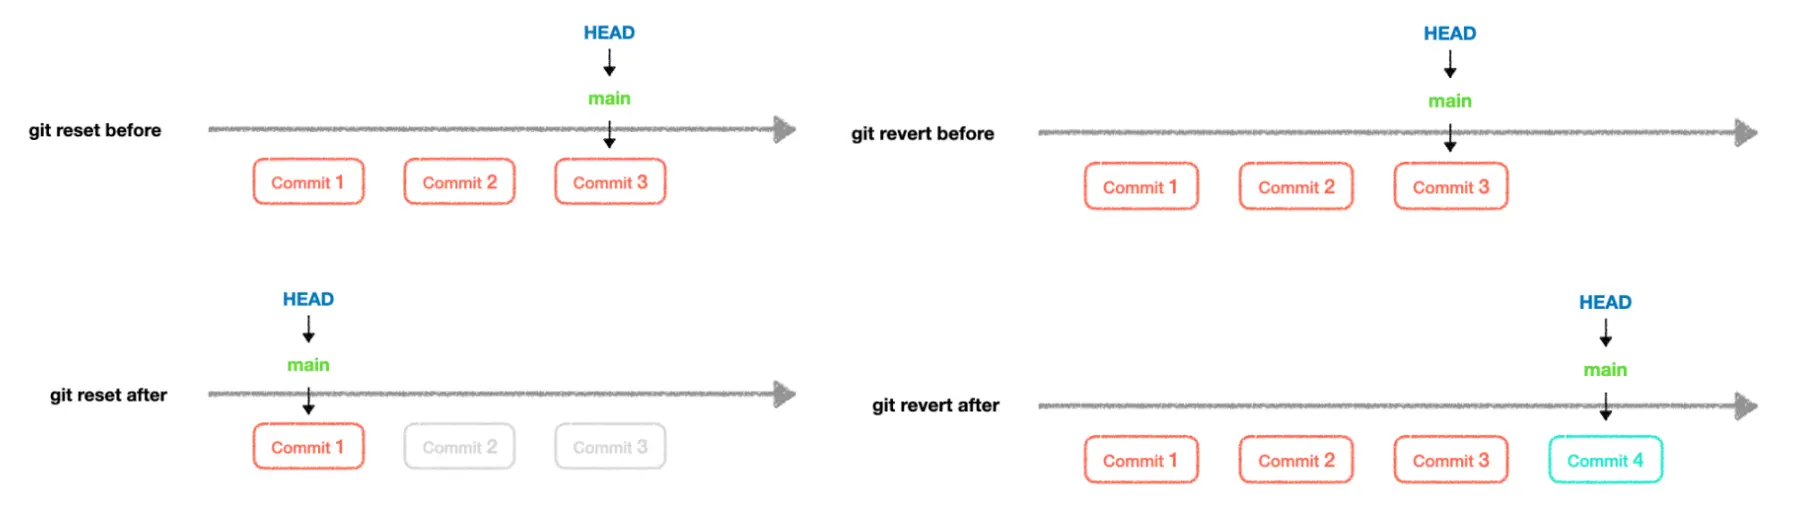 HEAD
main
git reset before
Commit 1
Commit 2
Commit 3
HEAD
main
git revert before
Commit 1
Commit 2
Commit 3
HEAD
main
git reset after
Commit 1
Commit 2
Commit 3
HEAD
main
git revert after
Commit 1
Commit 2
Commit 3
Commit 4